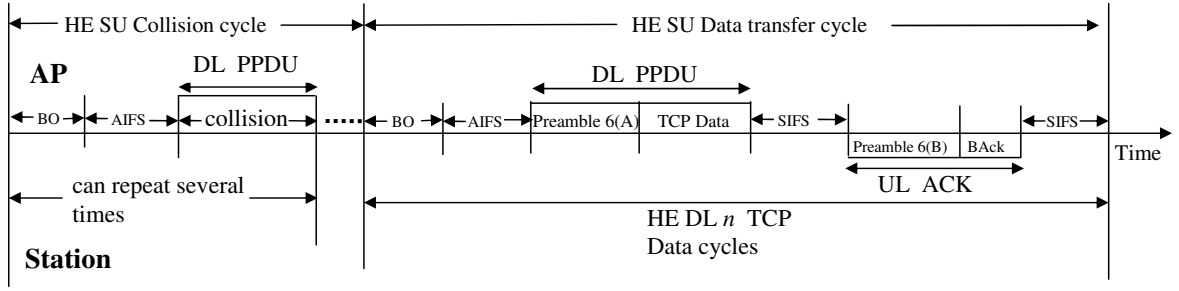 HE SU Collision cycle
HE SU Data transfer cycle
AP
DL PPDU
DL PPDU
BO
AIFS
collision
BO
AIFS
Preamble 6(A)
TCP Data
SIFS
SIFS
Preamble 6(B)
BAck
Time
can repeat several
times
UL ACK
HE DL n TCP
Data cycles
Station